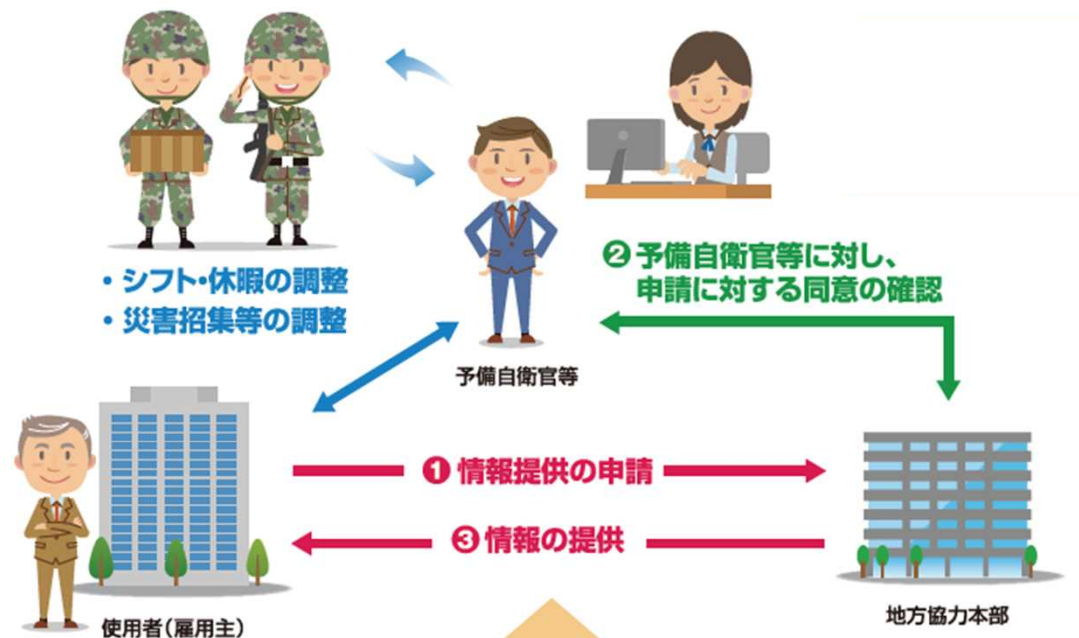 ・シフト・休暇の調整
・災害招集等の調整
❷予備自衛官等に対し、
申請に対する同意の確認
予備自衛官等
❶情報提供の申請
❸情報の提供
使用者(雇用主)
地方協力本部